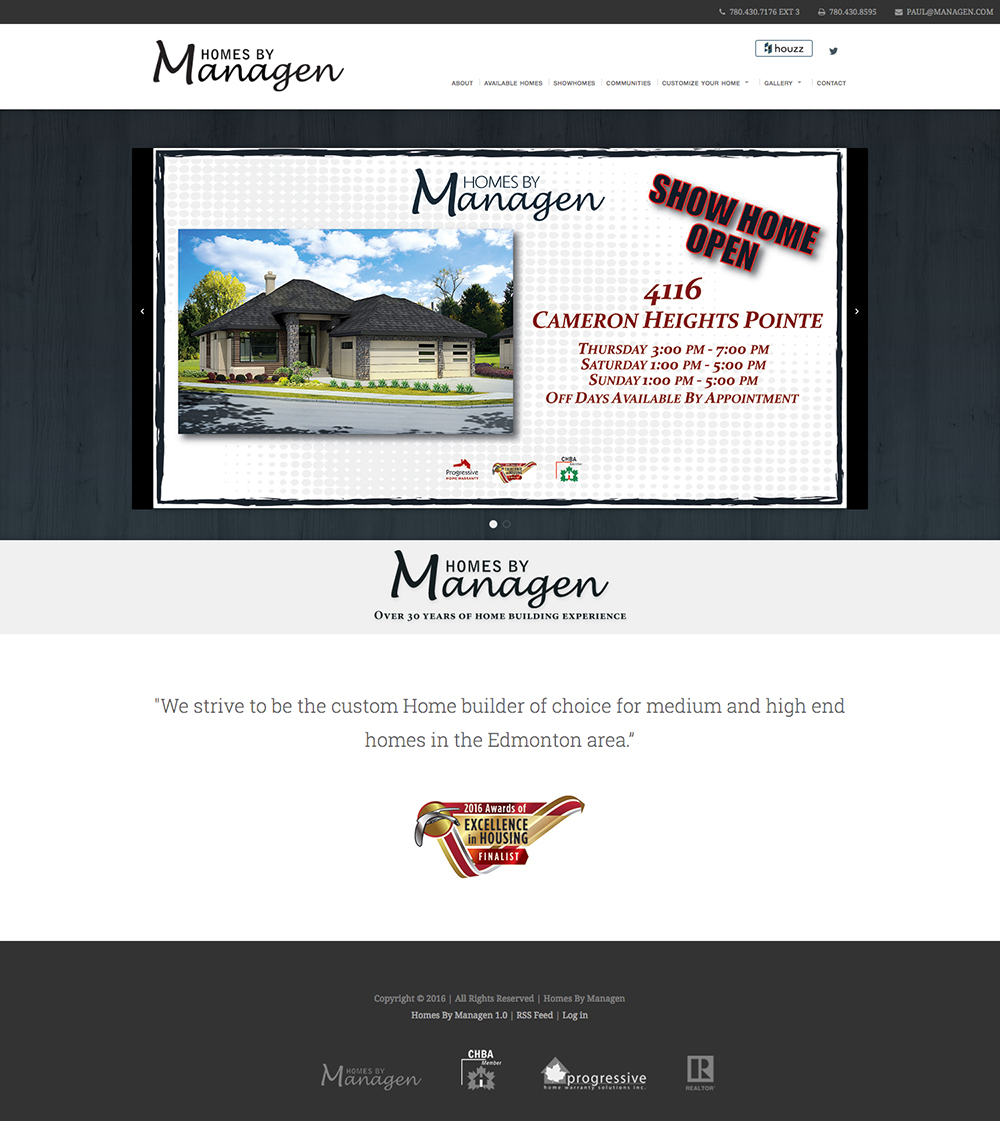 780.430.7176 EXT 3 780.430.8595 PAUL@MANAGEN.COM
HOMES BY
Managen
houzz
ABOUT AVAILABLE HOMES SHOWHOMES COMMUNITIES CUSTOMIZE YOUR HOME GALLERY CONTACT
HOMES BY
Managen
SHOW HOME
OPEN
4116
CAMERON HEIGHTS POINTE
THURSDAY 3:00 PM - 7:00 PM
SATURDAY 1:00 PM - 5:00 PM
SUNDAY 1:00 PM - 5:00 PM
OFF DAYS AVAILABLE BY APPOINTMENT
CHBA
Progressive
HOME WARRANTY
HOMES BY
Managen
OVER 30 YEARS OF HOME BUILDING EXPERIENCE
"We strive to be the custom Home builder of choice for medium and high end
homes in the Edmonton area."
2016 Awards of
EXCELLENCE
in HOUSING
FINALIST
Copyright © 2016 | All Rights Reserved | Homes By Managen
Homes By Managen 1.0 | RSS Feed | Log in
HOMES BY
Managen
CHBA
Member
progressive
home warranty solutions inc.
R
REALTOR